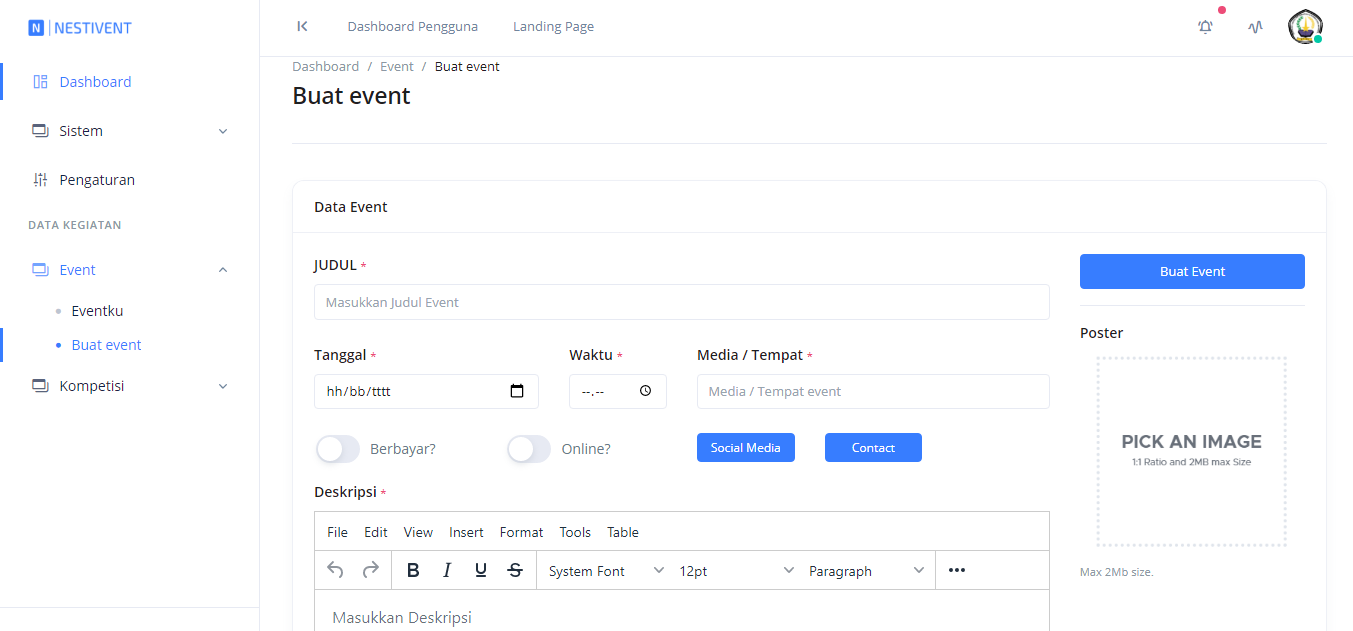 N NESTIVENT
Dashboard
Sistem
Pengaturan
DATA KEGIATAN
Event
Eventku
Buat event
Kompetisi
Dashboard Pengguna Landing Page
Dashboard / Event / Buat event
Buat event
Data Event
JUDUL *
Masukkan Judul Event
Tanggal * Waktu * Media / Tempat *
hh/bb/tttt --.-- Media / Tempat event
Berbayar? Online? Social Media Contact
Deskripsi *
File Edit View Insert Format Tools Table
B I U S System Font 12pt Paragraph •••
Masukkan Deskripsi
Buat Event
Poster
PICK AN IMAGE
1:1 Ratio and 2MB max Size
Max 2Mb size.